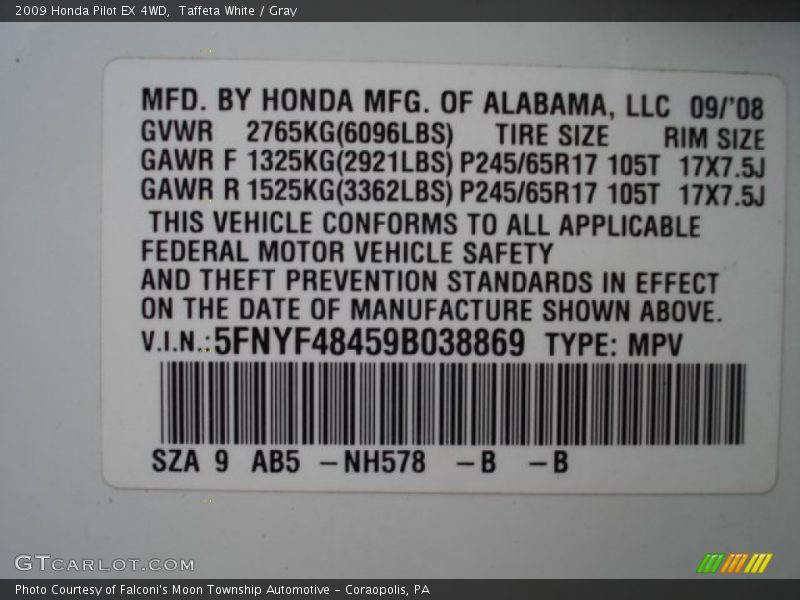 2009 Honda Pilot EX 4WD, Taffeta White / Gray
MFD. BY HONDA MFG. OF ALABAMA, LLC 09/'08
GVWR 2765KG(6096LBS) TIRE SIZE RIM SIZE
GAWR F 1325KG(2921LBS) P245/65R17 105T 17X7.5J
GAWR R 1525KG(3362LBS) P245/65R17 105T 17X7.5J
THIS VEHICLE CONFORMS TO ALL APPLICABLE
FEDERAL MOTOR VEHICLE SAFETY
AND THEFT PREVENTION STANDARDS IN EFFECT
ON THE DATE OF MANUFACTURE SHOWN ABOVE.
V.I.N.:5FNYF48459B038869 TYPE: MPV
SZA 9 AB5 –NH578 –B –B
GTCARLOT.COM
Photo Courtesy of Falconi's Moon Township Automotive – Coraopolis, PA